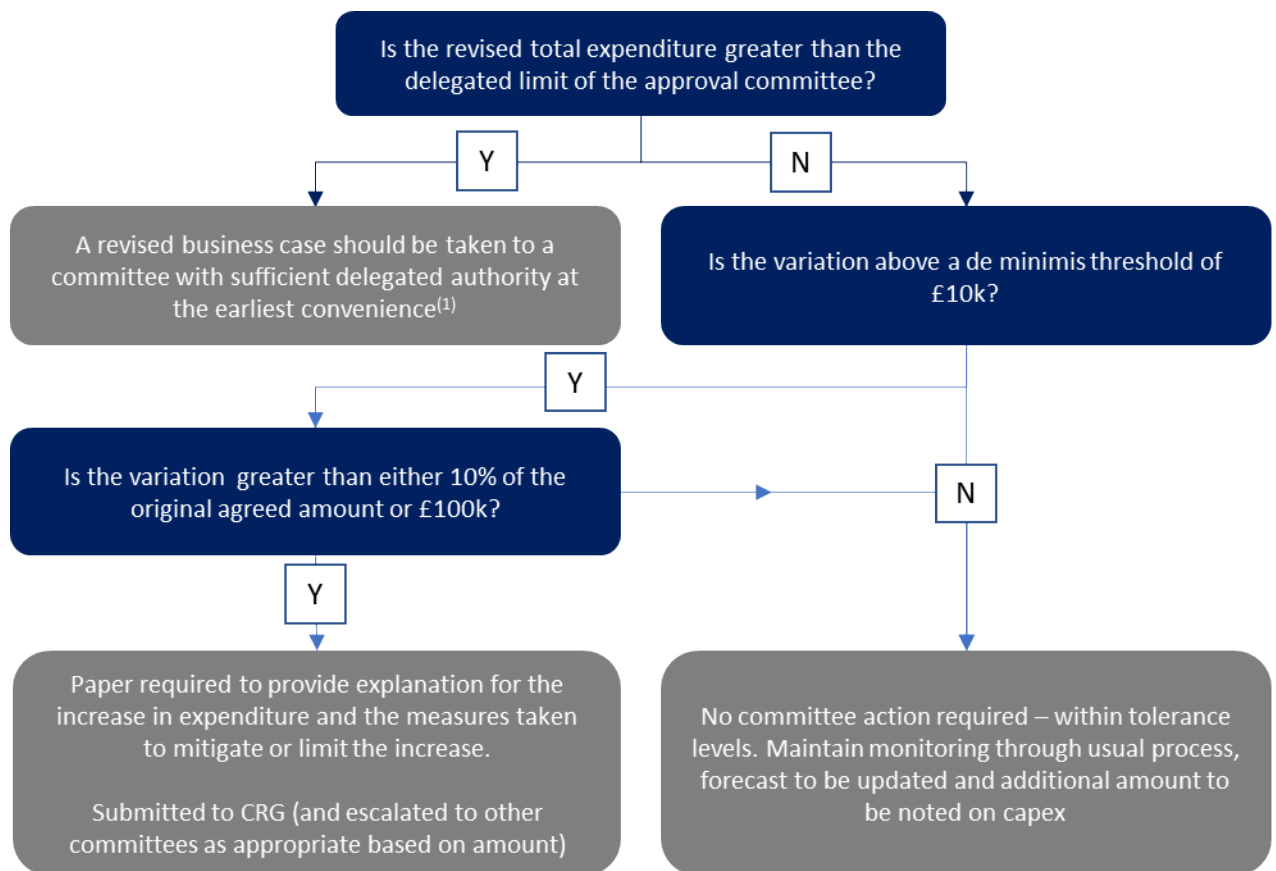 Is the revised total expenditure greater than the
delegated limit of the approval committee?
Y
N
A revised business case should be taken to a
committee with sufficient delegated authority at
the earliest convenience(1)
Is the variation above a de minimis threshold of
£10k?
Y
Is the variation greater than either 10% of the
original agreed amount or £100k?
N
Y
Paper required to provide explanation for the
increase in expenditure and the measures taken
to mitigate or limit the increase.
Submitted to CRG (and escalated to other
committees as appropriate based on amount)
No committee action required – within tolerance
levels. Maintain monitoring through usual process,
forecast to be updated and additional amount to
be noted on capex